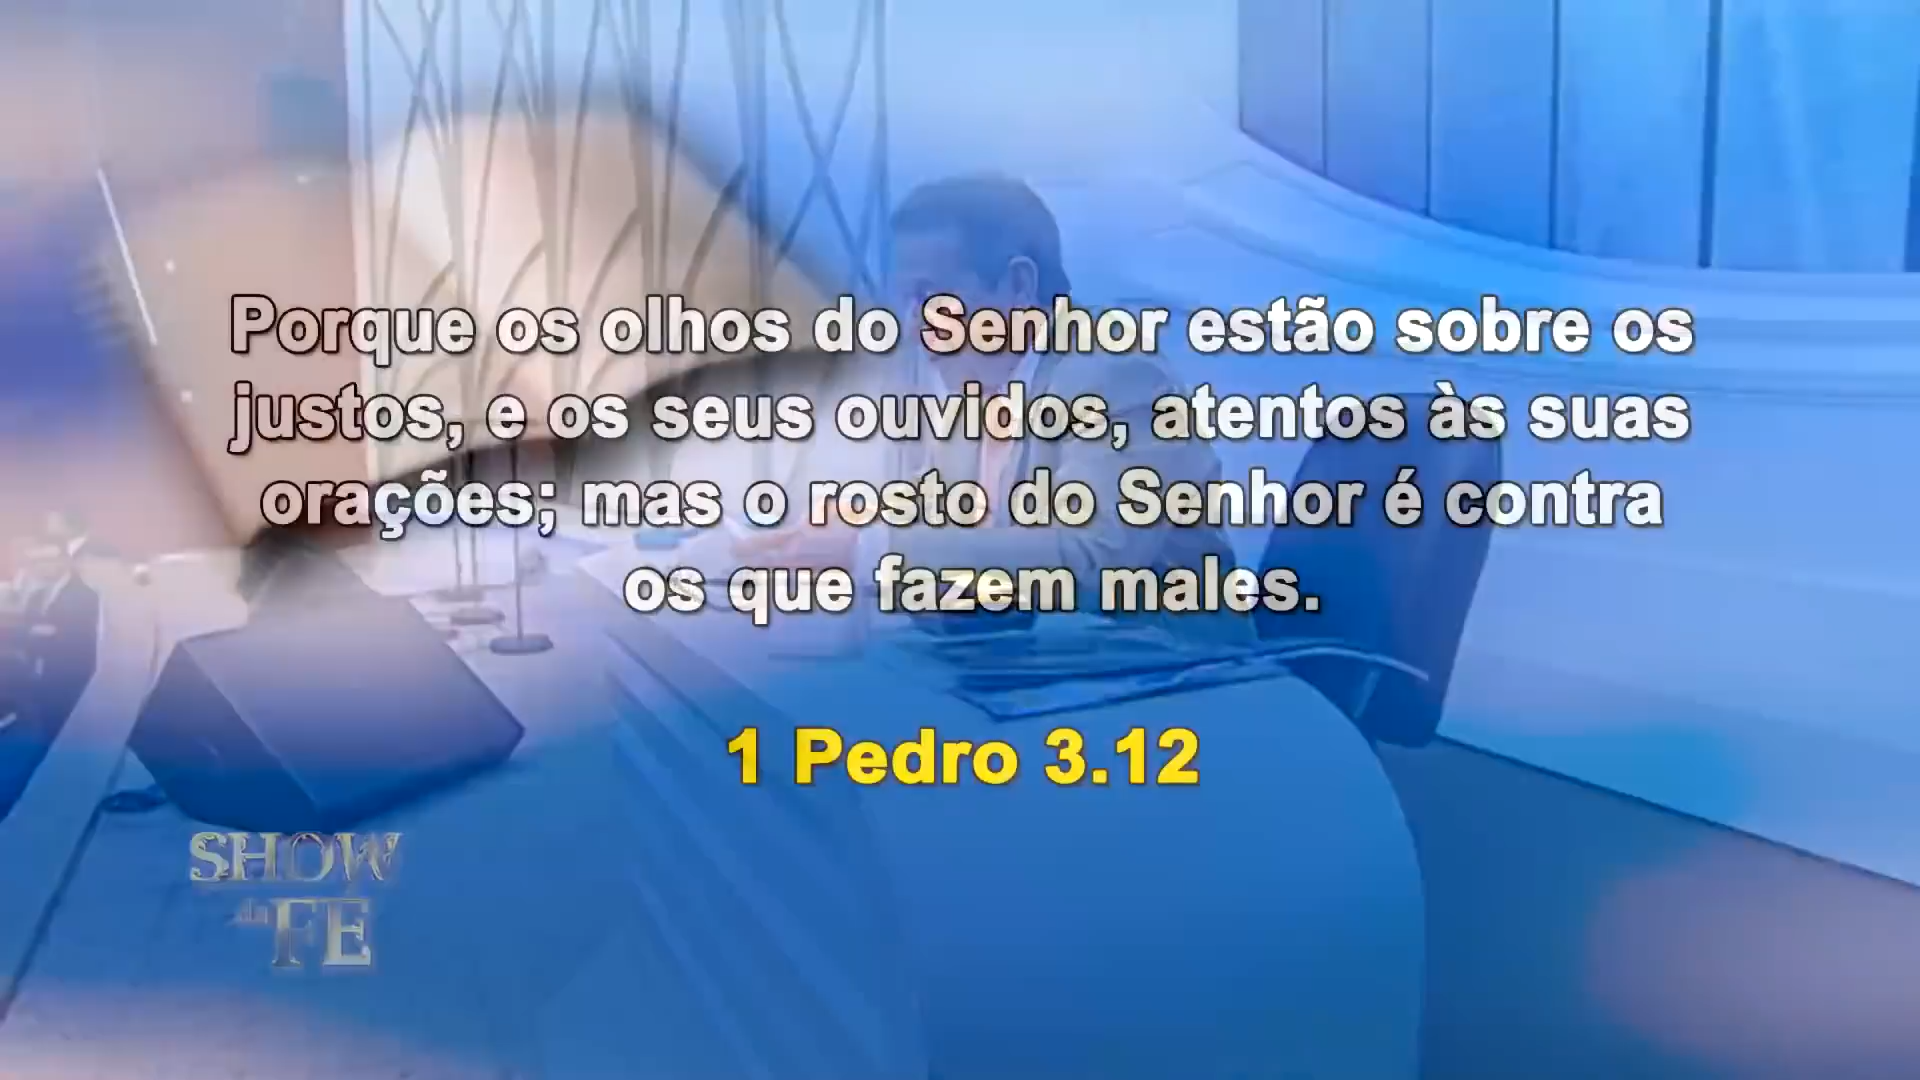 Porque os olhos do Senhor estão sobre os
justos, e os seus ouvidos, atentos às suas
orações; mas o rosto do Senhor é contra
os que fazem males.
1 Pedro 3.12
SHOW
da FÉ